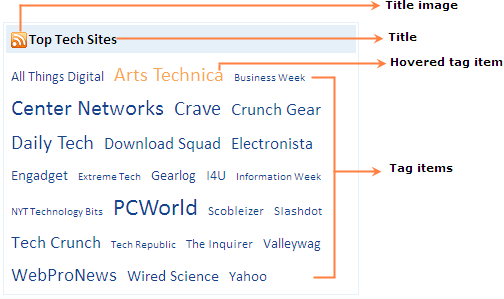 Title image
Top Tech Sites
Title
Hovered tag item
All Things Digital Arts Technica Business Week
Center Networks Crave Crunch Gear
Daily Tech Download Squad Electronista
Tag items
Engadget Extreme Tech Gearlog I4U Information Week
NYT Technology Bits PCWorld Scobleizer Slashdot
Tech Crunch Tech Republic The Inquirer Valleywag
WebProNews Wired Science Yahoo